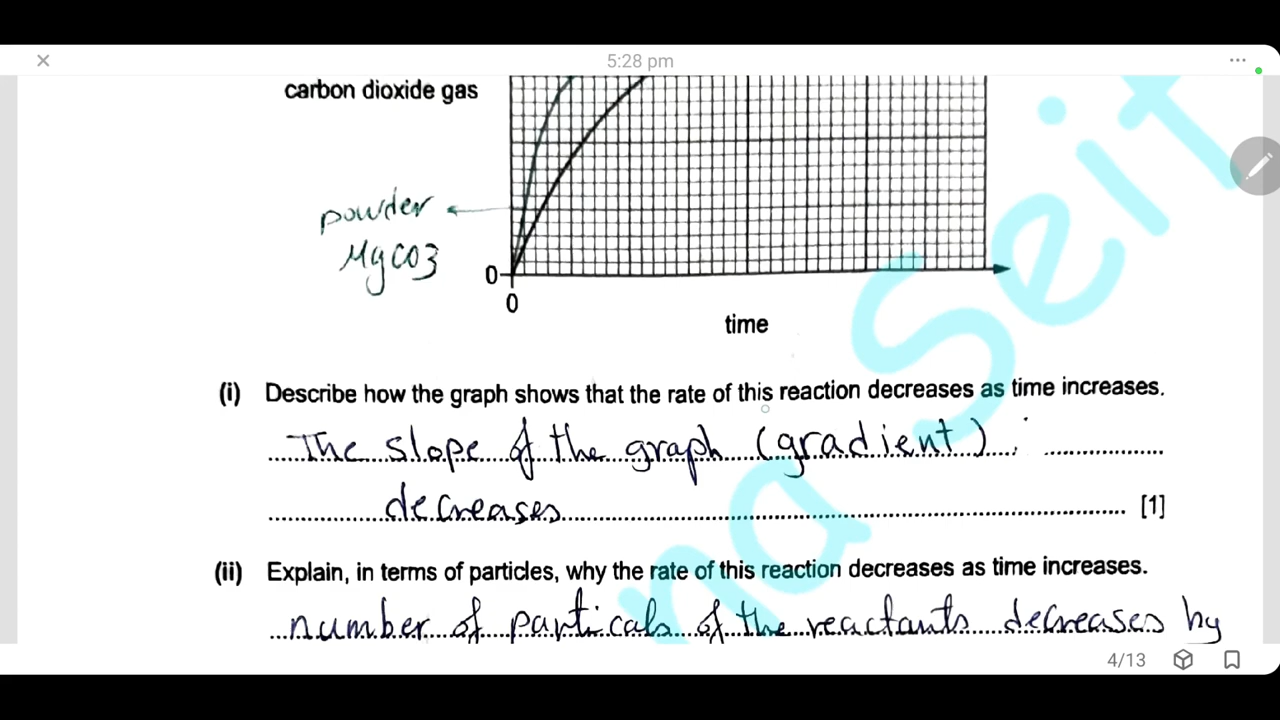 5:28 pm
carbon dioxide gas
powder
MgCO3
0
0
time
(i) Describe how the graph shows that the rate of this reaction decreases as time increases.
The slope of the graph (gradient)
decreases
[1]
(ii) Explain, in terms of particles, why the rate of this reaction decreases as time increases.
number of particals of the reactants decreases by
4/13
na Seit